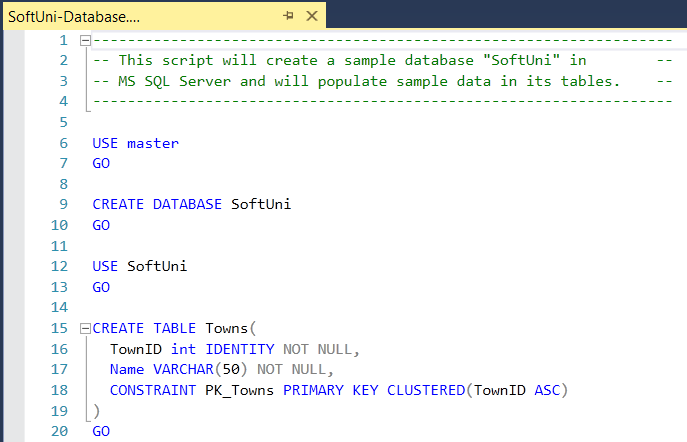 SoftUni-Database....
1 -------------------------------------------------------------------
2 -- This script will create a sample database "SoftUni" in        --
3 -- MS SQL Server and will populate sample data in its tables.    --
4 -------------------------------------------------------------------
5
6 USE master
7 GO
8
9 CREATE DATABASE SoftUni
10 GO
11
12 USE SoftUni
13 GO
14
15 CREATE TABLE Towns(
16   TownID int IDENTITY NOT NULL,
17   Name VARCHAR(50) NOT NULL,
18   CONSTRAINT PK_Towns PRIMARY KEY CLUSTERED(TownID ASC)
19 )
20 GO